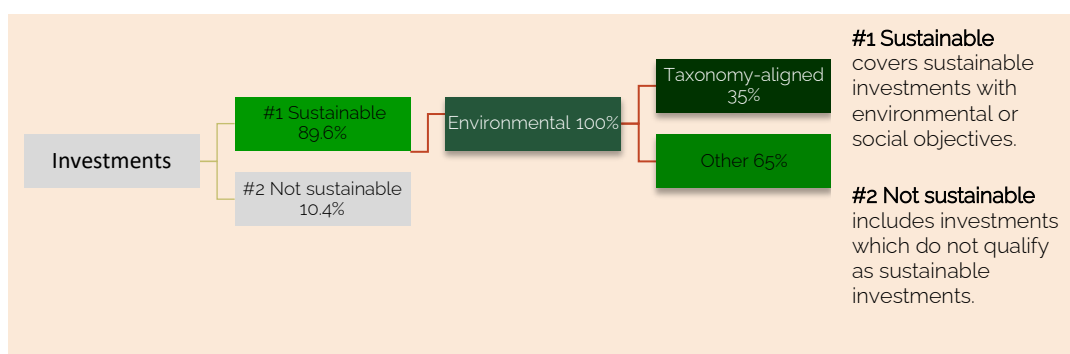 Investments
#1 Sustainable
89.6%
#2 Not sustainable
10.4%
Environmental 100%
Taxonomy-aligned
35%
Other 65%
#1 Sustainable
covers sustainable
investments with
environmental or
social objectives.
#2 Not sustainable
includes investments
which do not qualify
as sustainable
investments.